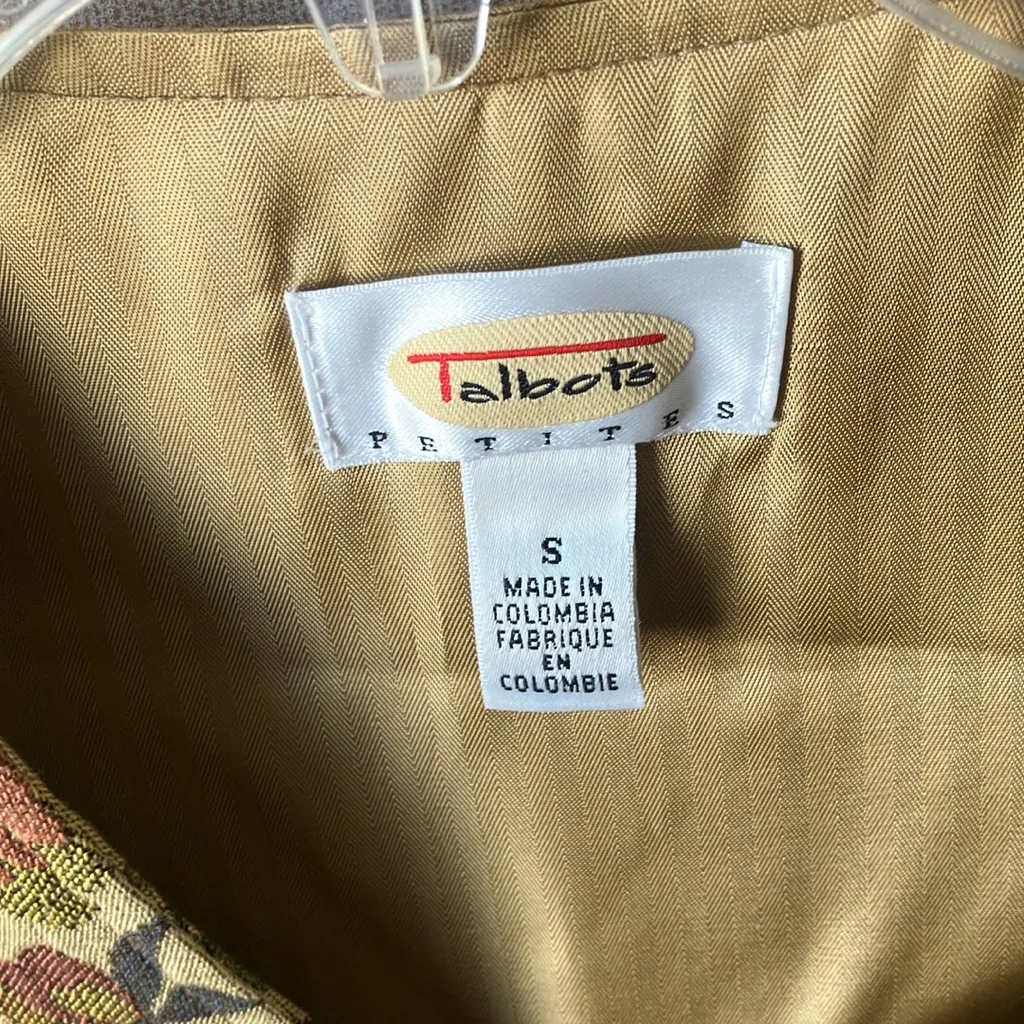 Talbots
PETITES
S
MADE IN
COLOMBIA
FABRIQUE
EN
COLOMBIE